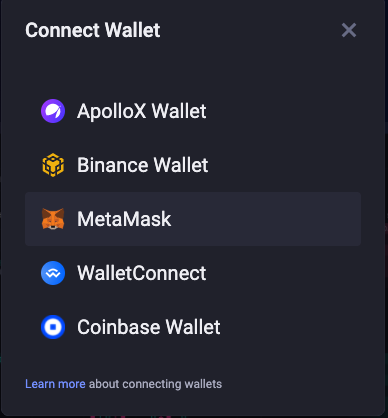 Connect Wallet
ApolloX Wallet
Binance Wallet
MetaMask
WalletConnect
Coinbase Wallet
Learn more about connecting wallets